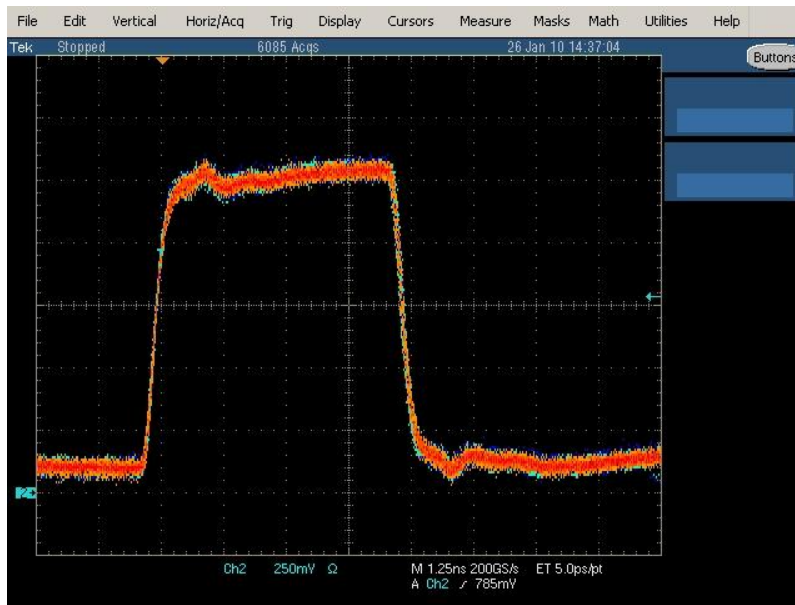 File Edit Vertical Horiz/Acq Trig Display Cursors Measure Masks Math Utilities Help
Tek Stopped 6085 Acqs 26 Jan 10 14:37:04
Buttons
2
Ch2 250mV Ω M 1.25ns 200GS/s ET 5.0ps/pt
A Ch2 ⁄ 785mV